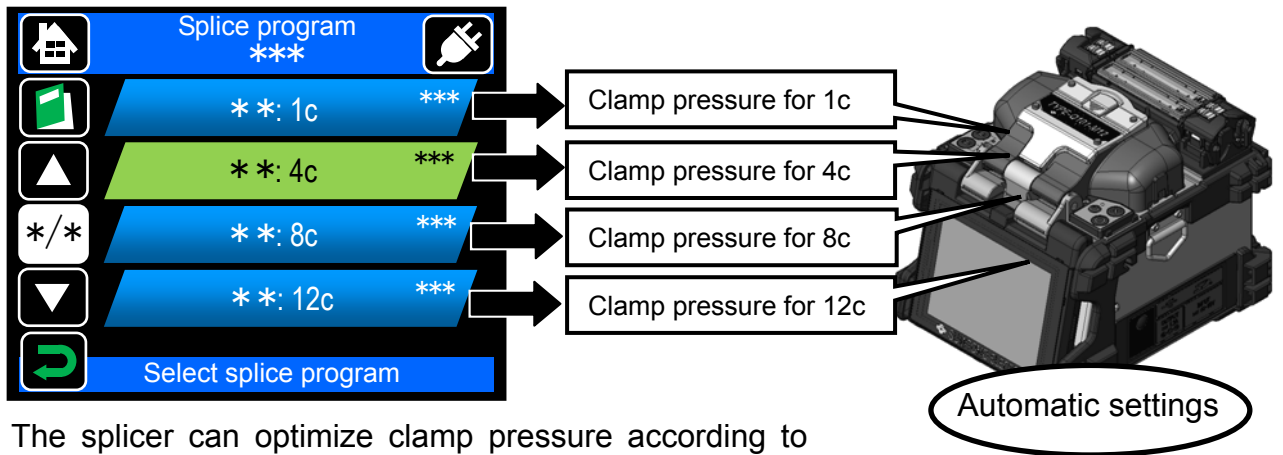 Splice program
***
* *: 1c ***
Clamp pressure for 1c
* *: 4c ***
Clamp pressure for 4c
*/*
* *: 8c ***
Clamp pressure for 8c
* *: 12c ***
Clamp pressure for 12c
Select splice program
Automatic settings
The splicer can optimize clamp pressure according to